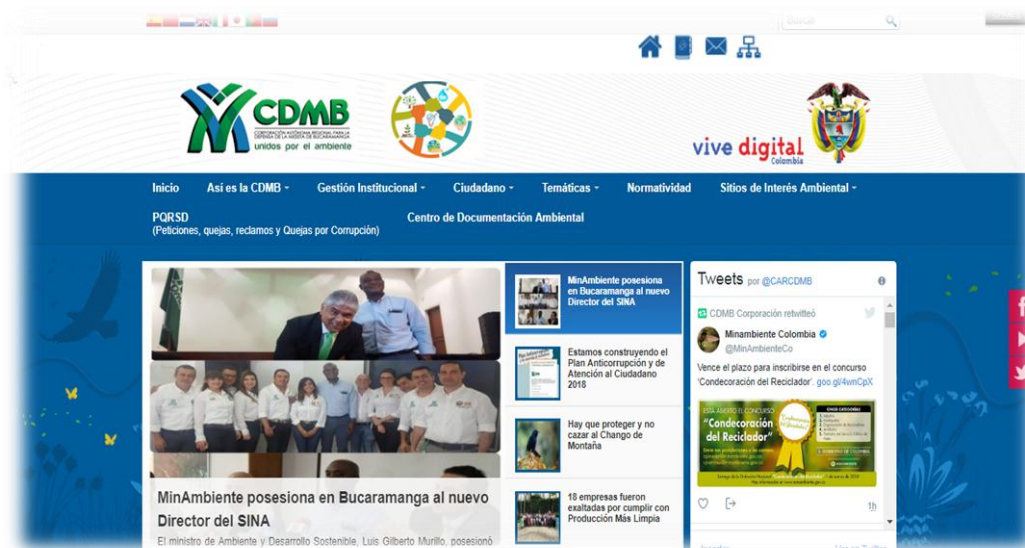 Buscar
CDMB
CORPORACIÓN AUTÓNOMA REGIONAL PARA LA
DEFENSA DE LA MESETA DE BUCARAMANGA
unidos por el ambiente
vive digital
Colombia
Inicio
Así es la CDMB
Gestión Institucional
Ciudadano
Temáticas
Normatividad
Sitios de Interés Ambiental
PQRSD
(Peticiones, quejas, reclamos y Quejas por Corrupción)
Centro de Documentación Ambiental
MinAmbiente posesiona en Bucaramanga al nuevo
Director del SINA
El ministro de Ambiente y Desarrollo Sostenible, Luis Gilberto Murillo, posesionó
MinAmbiente posesiona
en Bucaramanga al nuevo
Director del SINA
Estamos construyendo el
Plan Anticorrupción y de
Atención al Ciudadano
2018
Hay que proteger y no
cazar al Chango de
Montaña
18 empresas fueron
exaltadas por cumplir con
Producción Más Limpia
Tweets por @CARCDMB
CDMB Corporación retwitteó
Minambiente Colombia
@MinAmbienteCo
Vence el plazo para inscribirse en el concurso
'Condecoración del Reciclador'. goo.gl/4wnCpX
ESTÁ ABIERTO EL CONCURSO
"Condecoración
del Reciclador"
1h